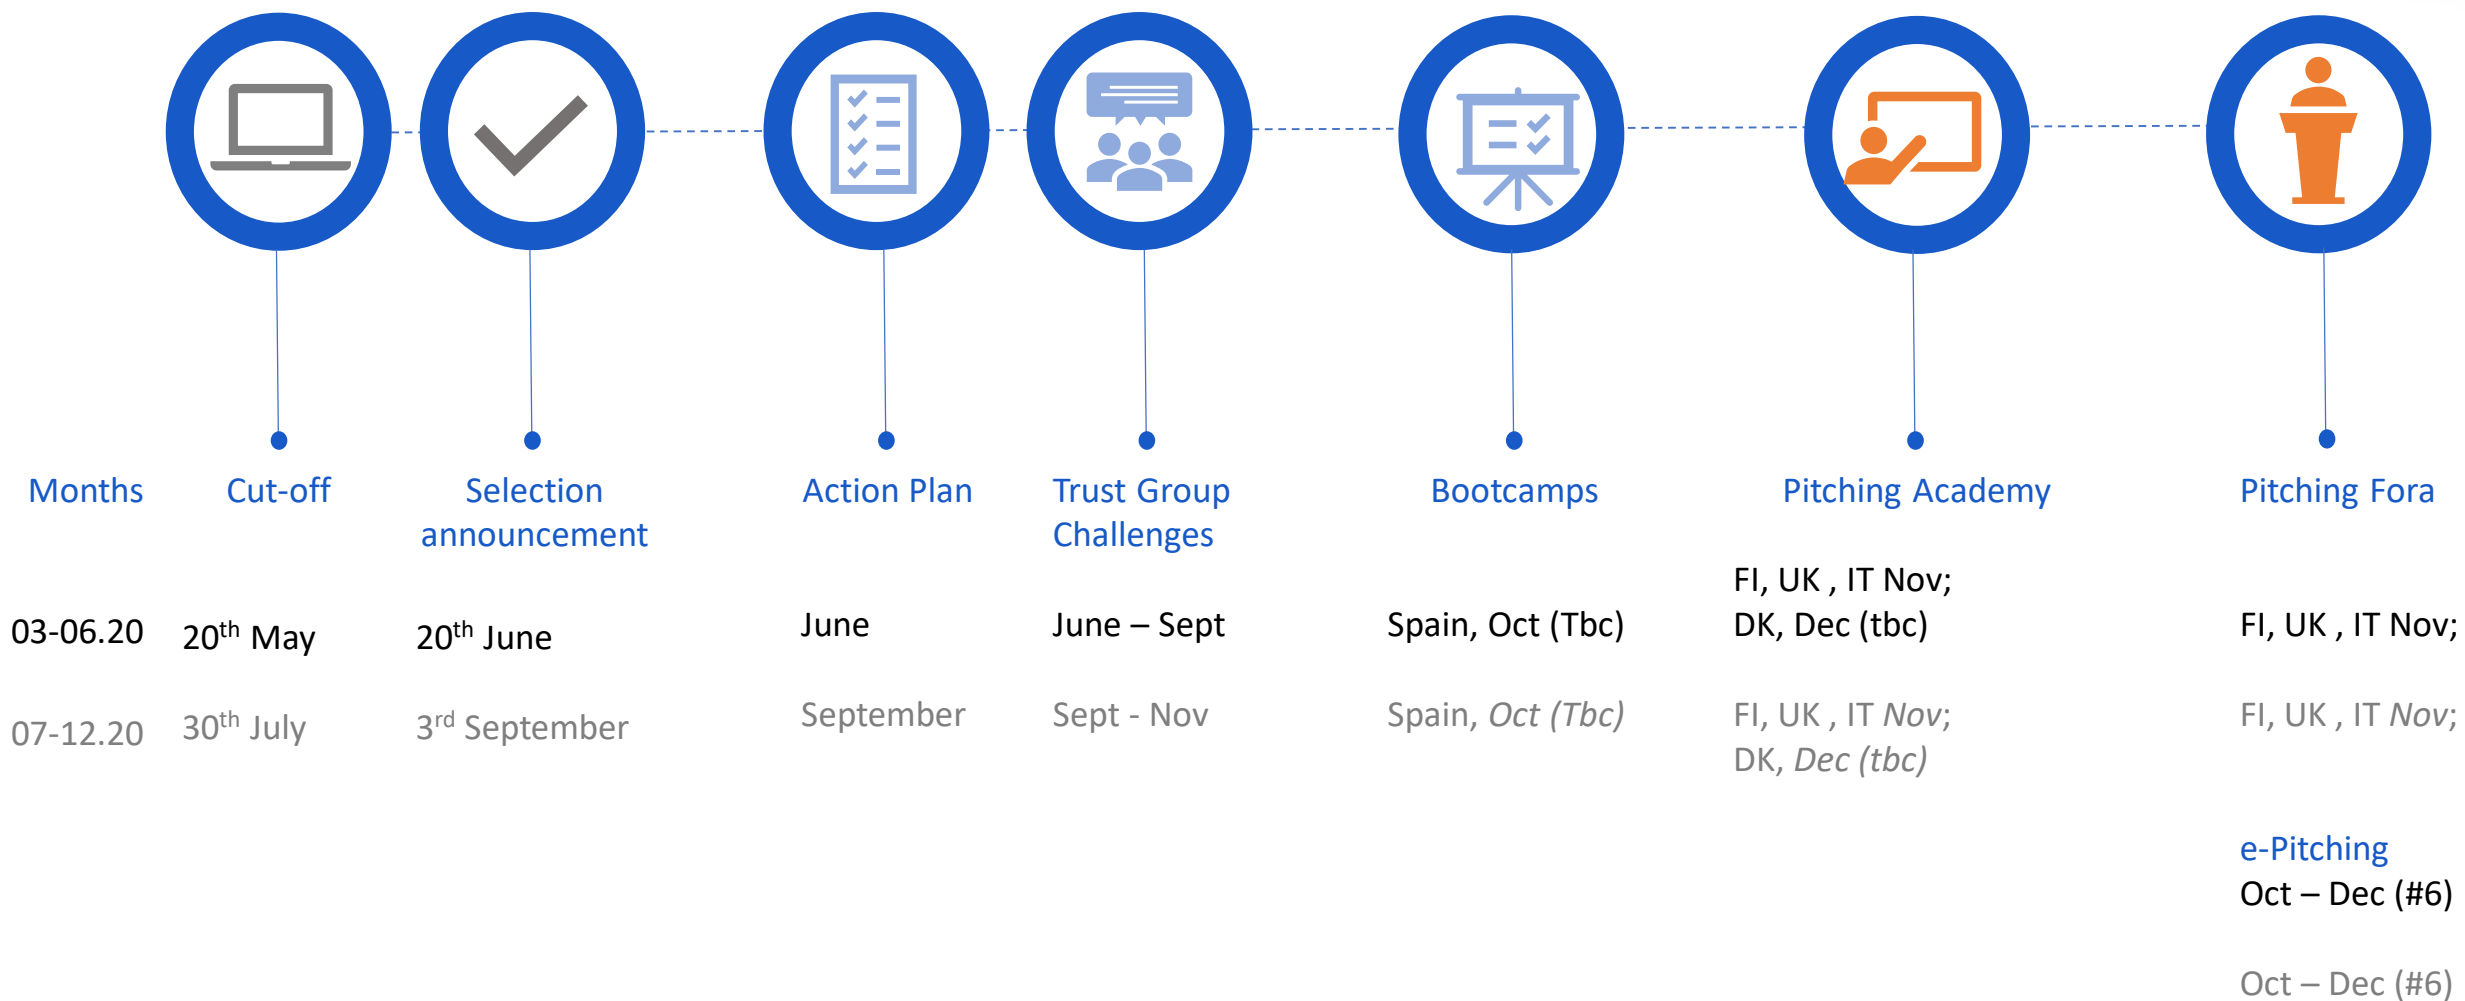 Months
Cut-off
Selection
announcement
Action Plan
Trust Group
Challenges
Bootcamps
Pitching Academy
Pitching Fora
03-06.20
20th May
20th June
June
June – Sept
Spain, Oct (Tbc)
FI, UK , IT Nov;
DK, Dec (tbc)
FI, UK , IT Nov;
07-12.20
30th July
3rd September
September
Sept - Nov
Spain, Oct (Tbc)
FI, UK , IT Nov;
DK, Dec (tbc)
FI, UK , IT Nov;
e-Pitching
Oct – Dec (#6)
Oct – Dec (#6)